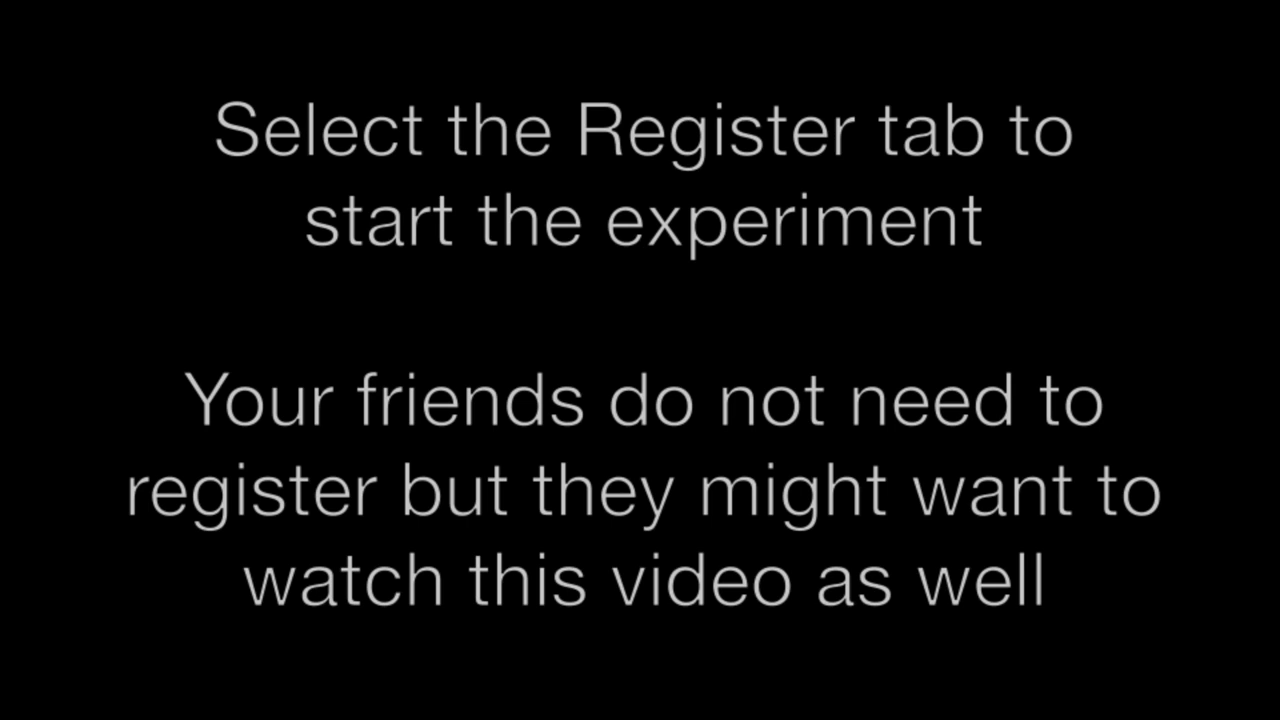 Select the Register tab to
start the experiment
Your friends do not need to
register but they might want to
watch this video as well